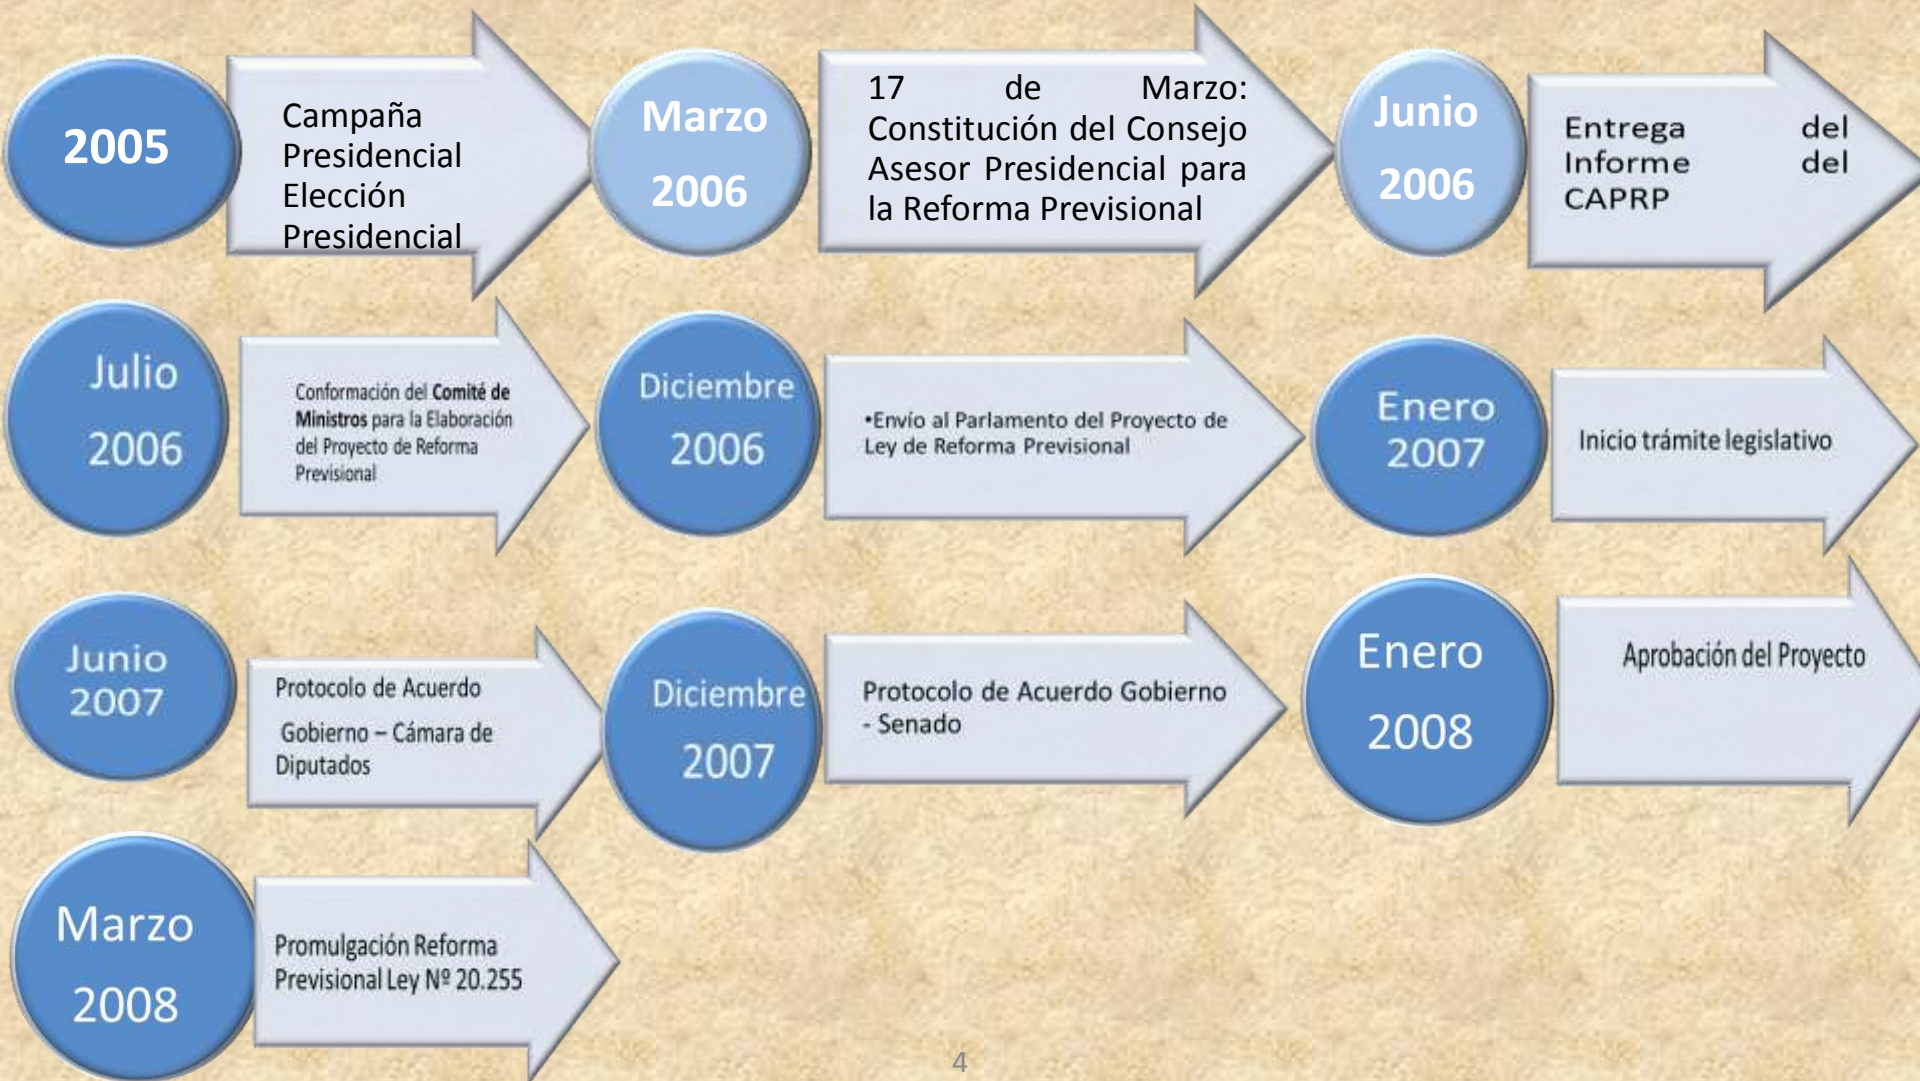 2005
Campaña
Presidencial
Elección
Presidencial
Marzo
2006
17 de Marzo:
Constitución del Consejo
Asesor Presidencial para
la Reforma Previsional
Junio
2006
Entrega del
Informe del
CAPRP
Julio
2006
Conformación del Comité de
Ministros para la Elaboración
del Proyecto de Reforma
Previsional
Diciembre
2006
•Envío al Parlamento del Proyecto de
Ley de Reforma Previsional
Enero
2007
Inicio trámite legislativo
Junio
2007
Protocolo de Acuerdo
Gobierno – Cámara de
Diputados
Diciembre
2007
Protocolo de Acuerdo Gobierno
- Senado
Enero
2008
Aprobación del Proyecto
Marzo
2008
Promulgación Reforma
Previsional Ley Nº 20.255
4